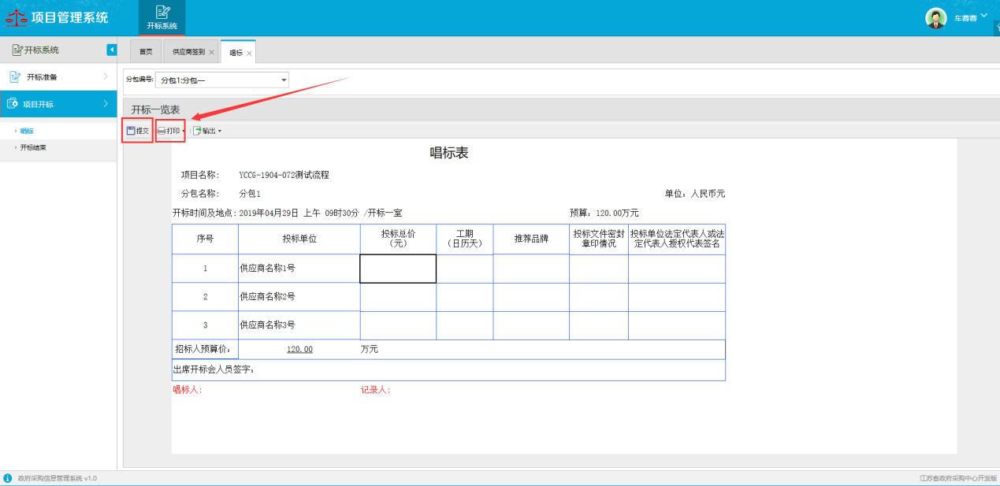 项目管理系统
开标系统
车蓉蓉
开标系统
首页
供应商签到
唱标
开标准备
项目开标
唱标
开标结束
分包编号:
分包1:分包一
开标一览表
提交
打印
输出
唱标表
项目名称: YCCG-1904-072测试流程
分包名称: 分包1 单位: 人民币元
开标时间及地点: 2019年04月29日 上午 09时30分 /开标一室 预算: 120.00万元
序号 投标单位 投标总价（元） 工期（日历天） 推荐品牌 投标文件密封章印情况 投标单位法定代表人或法定代表人授权代表签名
1 供应商名称1号
2 供应商名称2号
3 供应商名称3号
招标人预算价: 120.00 万元
出席开标会人员签字:
唱标人: 记录人:
政府采购信息管理系统 v1.0
江苏省政府采购中心开发版